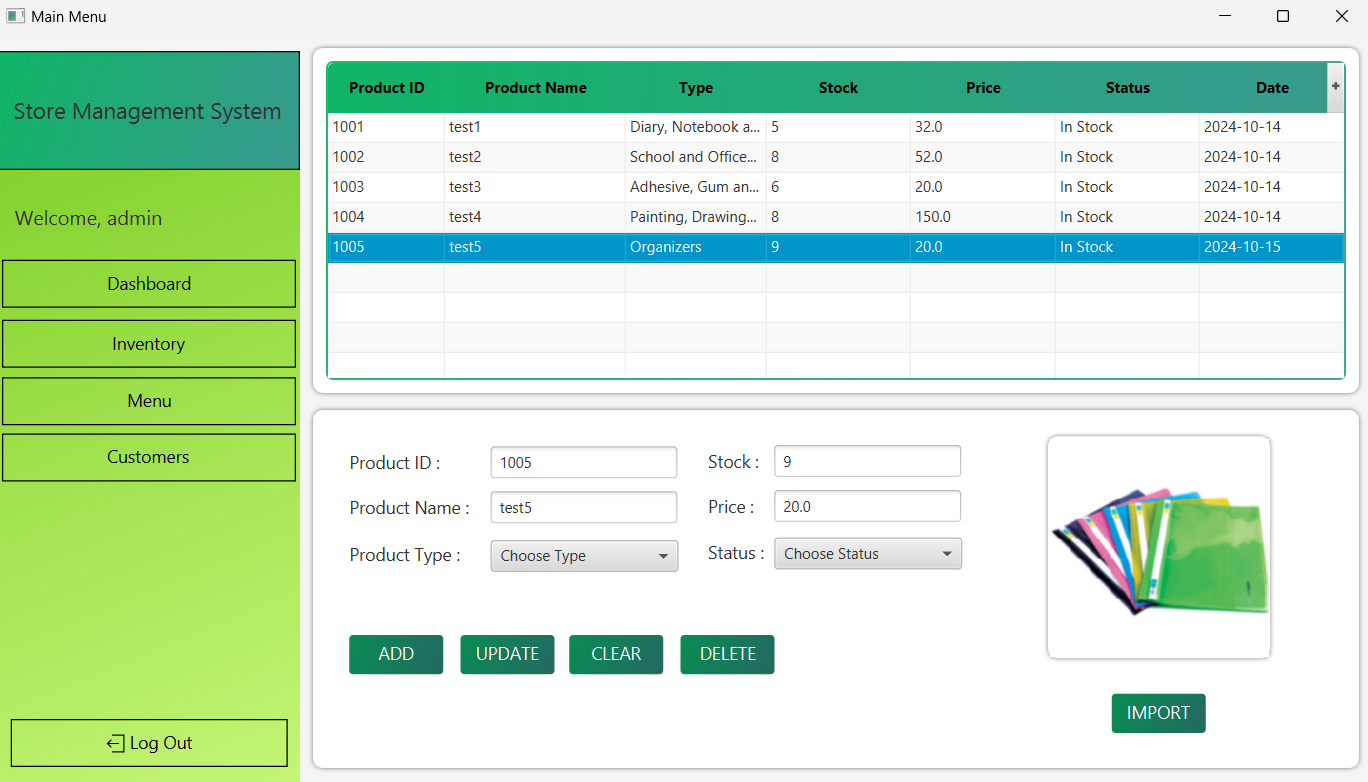 Main Menu
Store Management System
Welcome, admin
Dashboard
Inventory
Menu
Customers
Log Out
Product ID Product Name Type Stock Price Status Date +
1001 test1 Diary, Notebook a... 5 32.0 In Stock 2024-10-14
1002 test2 School and Office... 8 52.0 In Stock 2024-10-14
1003 test3 Adhesive, Gum an... 6 20.0 In Stock 2024-10-14
1004 test4 Painting, Drawing... 8 150.0 In Stock 2024-10-14
1005 test5 Organizers 9 20.0 In Stock 2024-10-15
Product ID : 1005 Stock : 9
Product Name : test5 Price : 20.0
Product Type : Choose Type Status : Choose Status
ADD UPDATE CLEAR DELETE
IMPORT